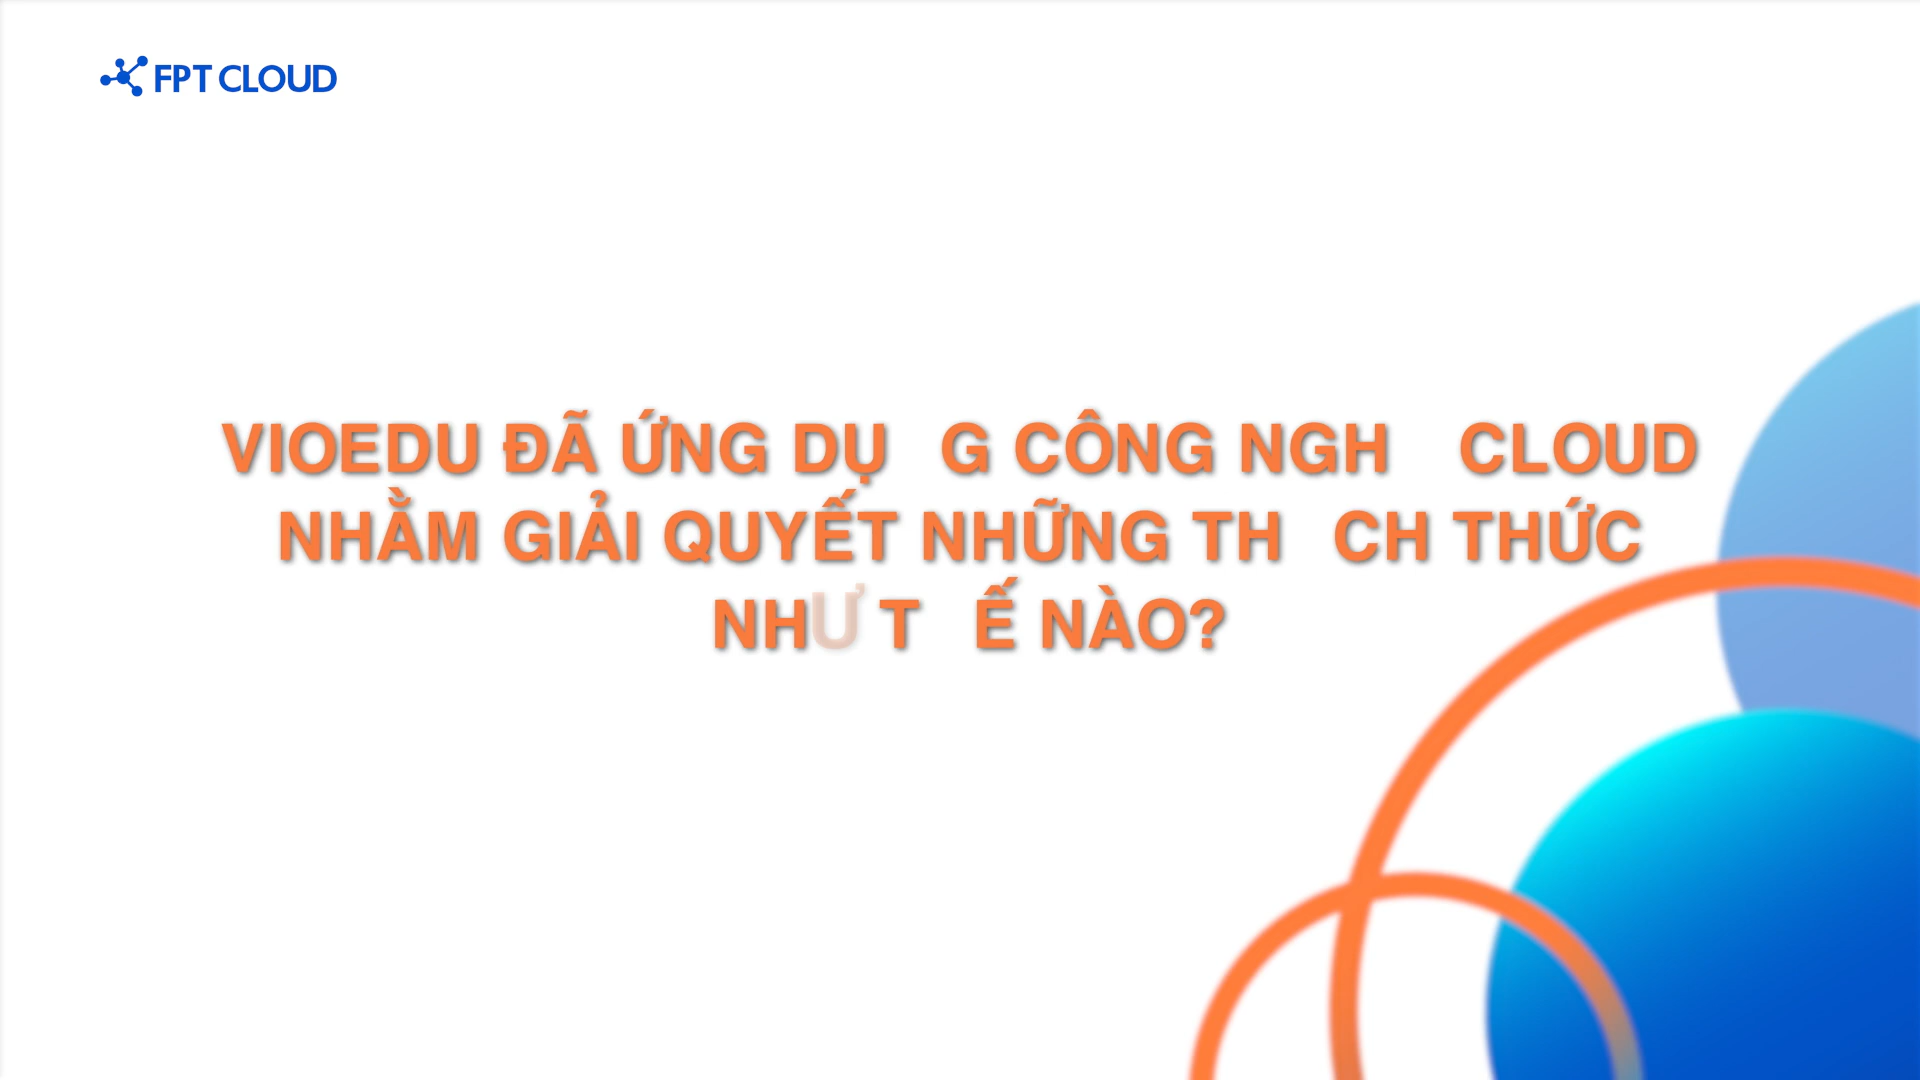 FPT CLOUD
VIOEDU ĐÃ ỨNG DỤ G CÔNG NGH CLOUD
NHẰM GIẢI QUYẾT NHỮNG TH CH THỨC
NHƯ T Ế NÀO?